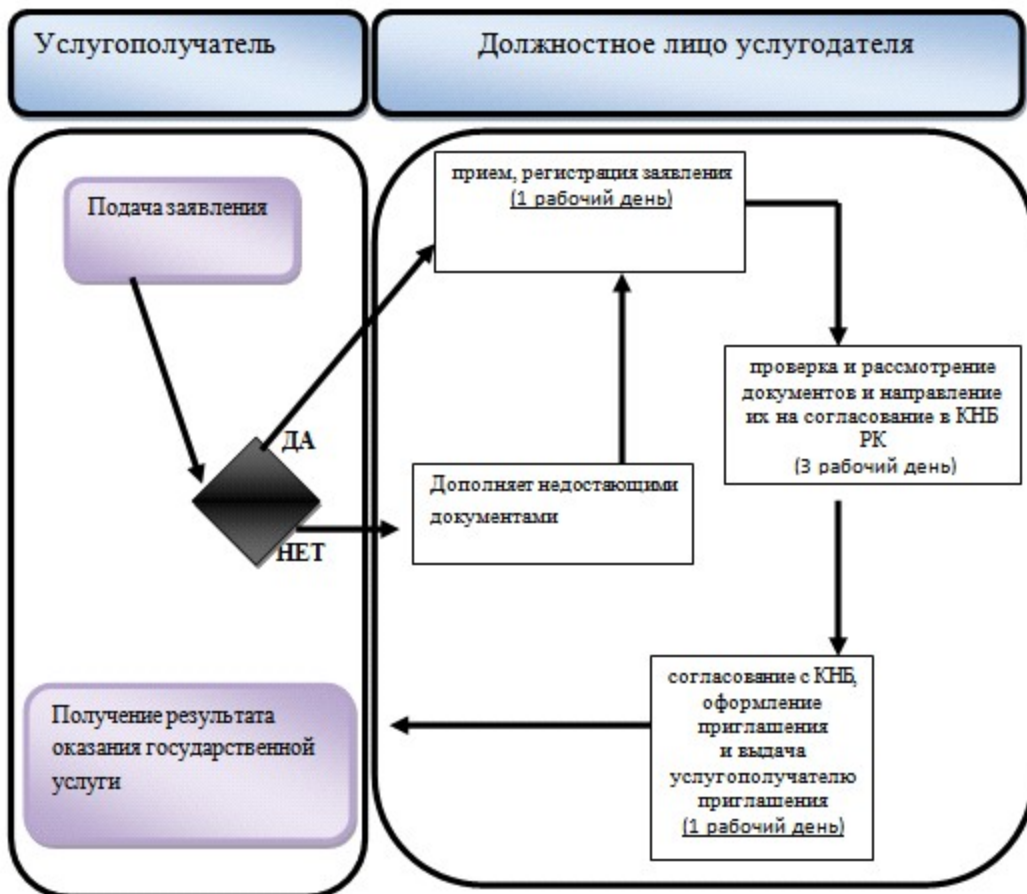 Услугополучатель
Должностное лицо услугодателя
Подача заявления
прием, регистрация заявления
(1 рабочий день)
проверка и рассмотрение
документов и направление
их на согласование в КНБ
РК
(3 рабочий день)
ДА
НЕТ
Дополняет недостающими
документами
согласование с КНБ,
оформление
приглашения
и выдача
услугополучателю
приглашения
(1 рабочий день)
Получение результата
оказания государственной
услуги